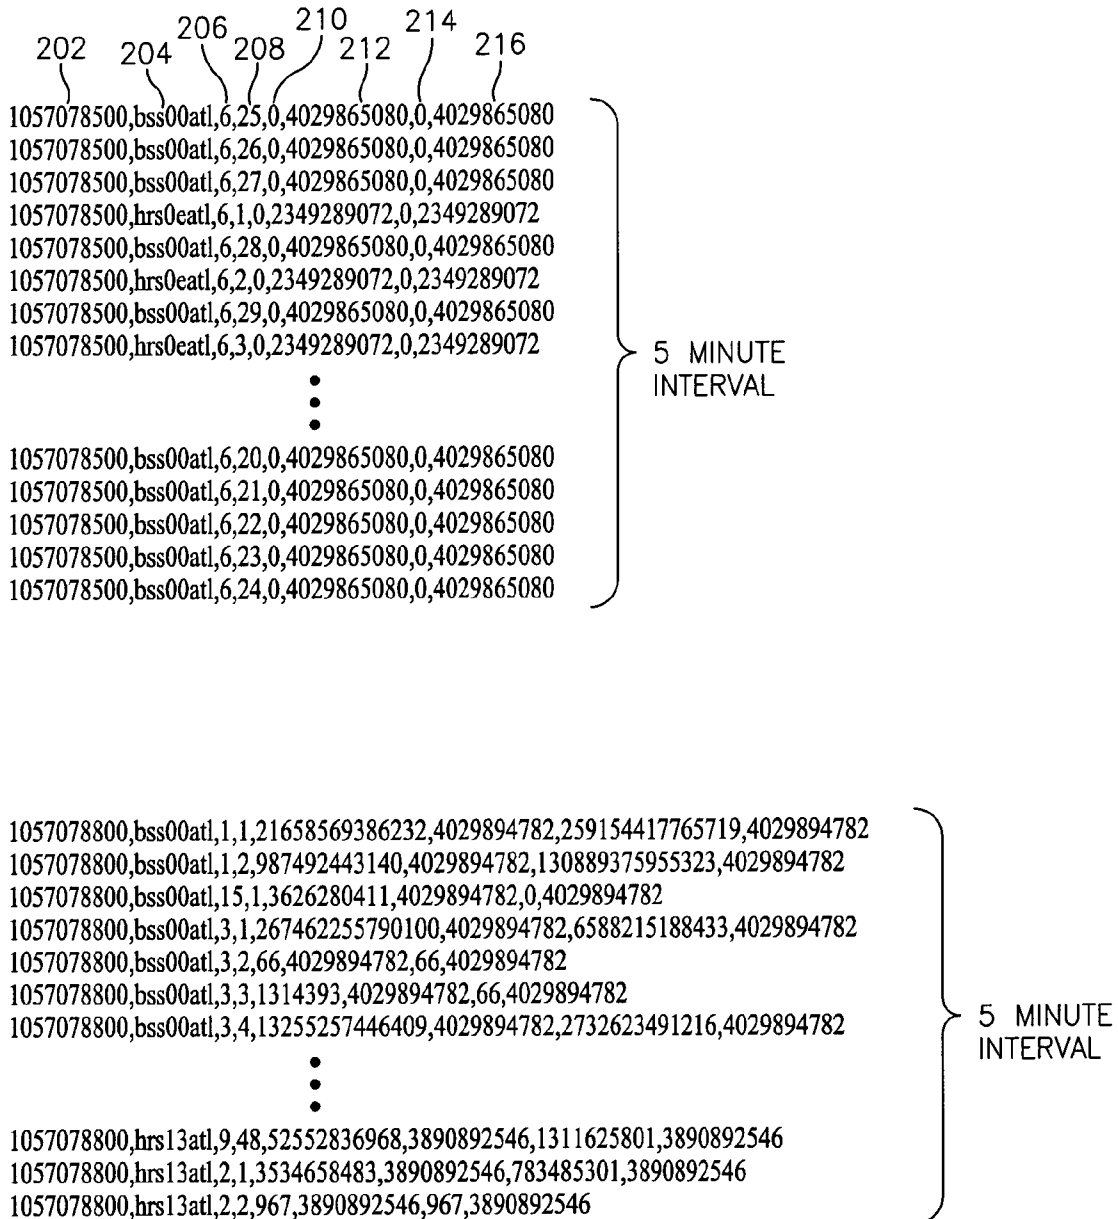 202 204 206 208 210 212 214 216
1057078500,bss00atl,6,25,0,4029865080,0,4029865080
1057078500,bss00atl,6,26,0,4029865080,0,4029865080
1057078500,bss00atl,6,27,0,4029865080,0,4029865080
1057078500,hrs0eatl,6,1,0,2349289072,0,2349289072
1057078500,bss00atl,6,28,0,4029865080,0,4029865080
1057078500,hrs0eatl,6,2,0,2349289072,0,2349289072
1057078500,bss00atl,6,29,0,4029865080,0,4029865080
1057078500,hrs0eatl,6,3,0,2349289072,0,2349289072
5 MINUTE
INTERVAL
1057078500,bss00atl,6,20,0,4029865080,0,4029865080
1057078500,bss00atl,6,21,0,4029865080,0,4029865080
1057078500,bss00atl,6,22,0,4029865080,0,4029865080
1057078500,bss00atl,6,23,0,4029865080,0,4029865080
1057078500,bss00atl,6,24,0,4029865080,0,4029865080
1057078800,bss00atl,1,1,21658569386232,4029894782,259154417765719,4029894782
1057078800,bss00atl,1,2,987492443140,4029894782,130889375955323,4029894782
1057078800,bss00atl,15,1,3626280411,4029894782,0,4029894782
1057078800,bss00atl,3,1,267462255790100,4029894782,6588215188433,4029894782
1057078800,bss00atl,3,2,66,4029894782,66,4029894782
1057078800,bss00atl,3,3,1314393,4029894782,66,4029894782
1057078800,bss00atl,3,4,13255257446409,4029894782,2732623491216,4029894782
5 MINUTE
INTERVAL
1057078800,hrs13atl,9,48,52552836968,3890892546,1311625801,3890892546
1057078800,hrs13atl,2,1,3534658483,3890892546,783485301,3890892546
1057078800,hrs13atl,2,2,967,3890892546,967,3890892546